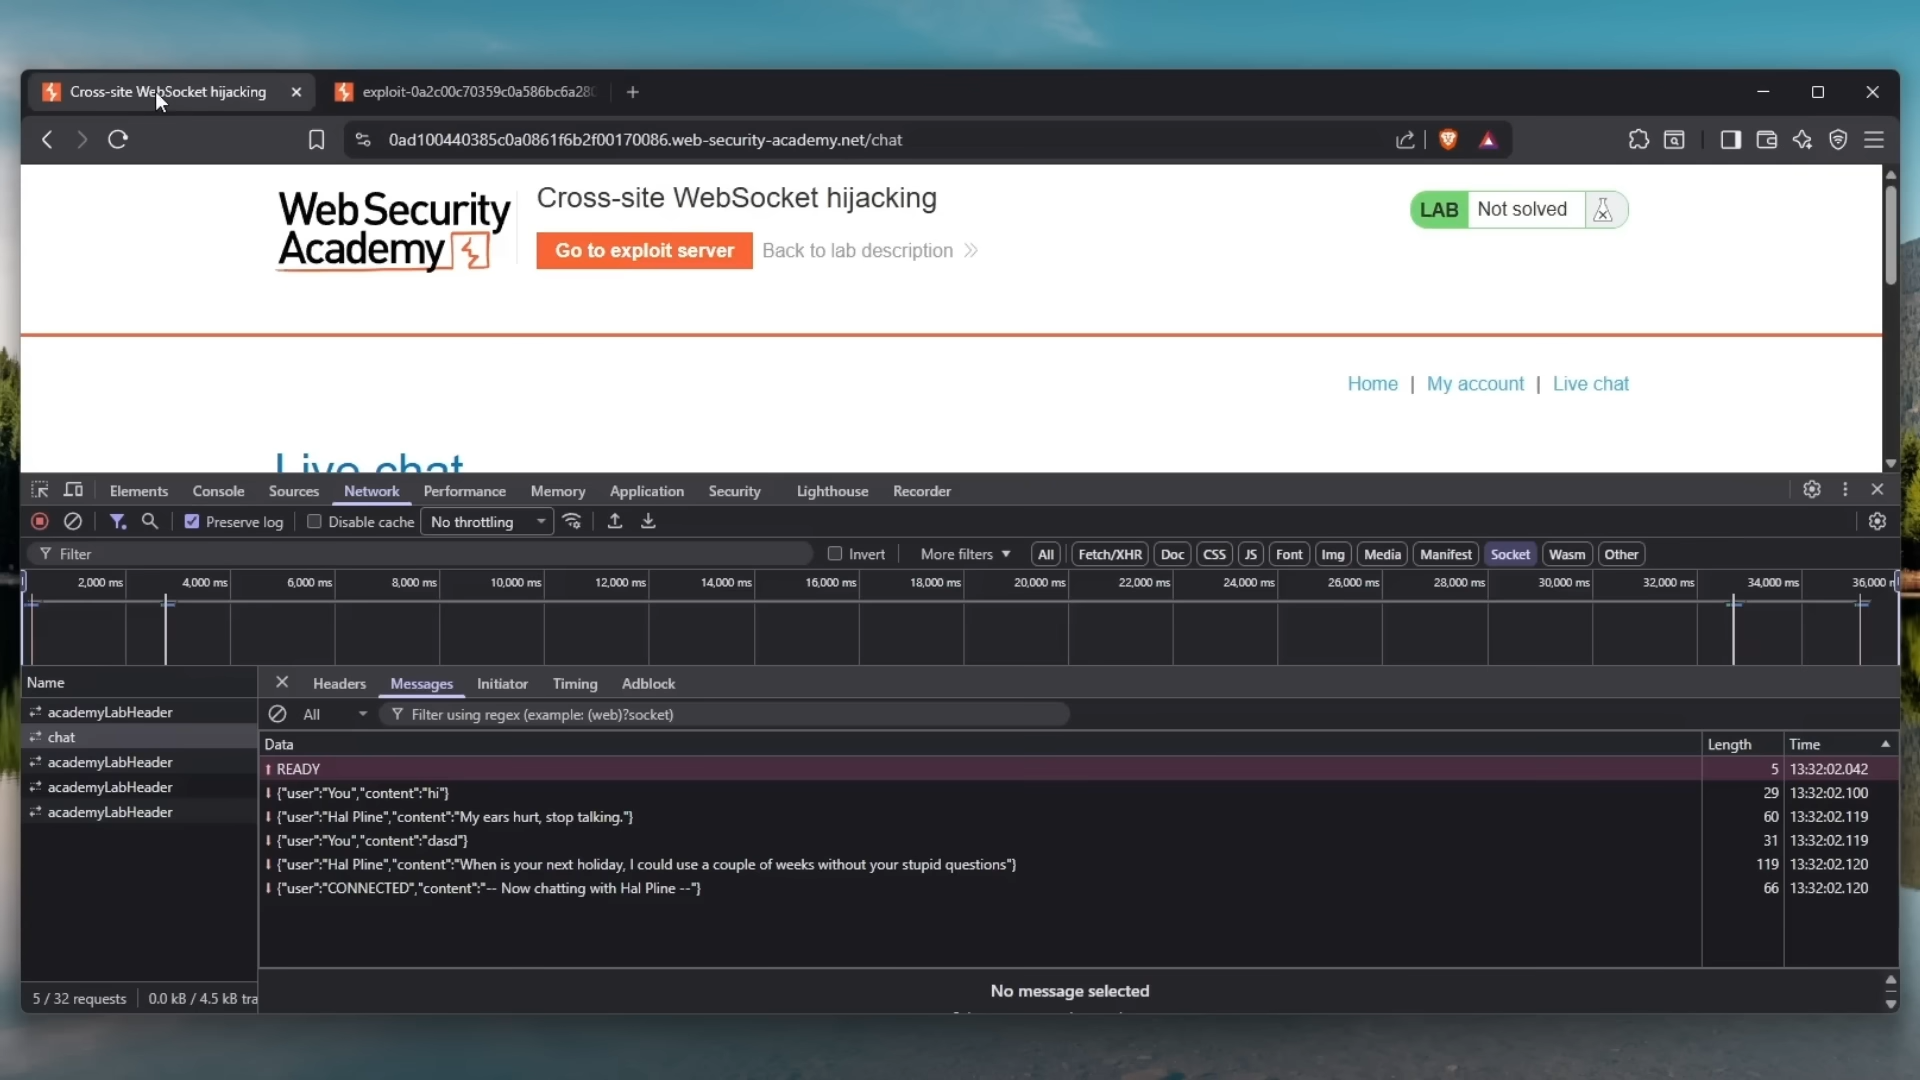 Cross-site WebSocket hijacking
exploit-0a2c00c70359c0a586bc6a280
0ad100440385c0a0861f6b2f00170086.web-security-academy.net/chat
Web Security Academy
Cross-site WebSocket hijacking
LAB Not solved
Go to exploit server
Back to lab description
Home | My account | Live chat
Live chat
Elements Console Sources Network Performance Memory Application Security Lighthouse Recorder
Preserve log Disable cache No throttling
Filter Invert More filters All Fetch/XHR Doc CSS JS Font Img Media Manifest Socket Wasm Other
2,000 ms 4,000 ms 6,000 ms 8,000 ms 10,000 ms 12,000 ms 14,000 ms 16,000 ms 18,000 ms 20,000 ms 22,000 ms 24,000 ms 26,000 ms 28,000 ms 30,000 ms 32,000 ms 34,000 ms 36,000
Name Headers Messages Initiator Timing Adblock
academyLabHeader
chat
academyLabHeader
academyLabHeader
academyLabHeader
All Filter using regex (example: (web)?socket)
Data Length Time
READY 5 13:32:02.042
{"user":"You","content":"hi"} 29 13:32:02.100
{"user":"Hal Pline","content":"My ears hurt, stop talking."} 60 13:32:02.119
{"user":"You","content":"dasd"} 31 13:32:02.119
{"user":"Hal Pline","content":"When is your next holiday, I could use a couple of weeks without your stupid questions"} 119 13:32:02.120
{"user":"CONNECTED","content":"-- Now chatting with Hal Pline --"} 66 13:32:02.120
No message selected
5 / 32 requests 0.0 kB / 4.5 kB tra